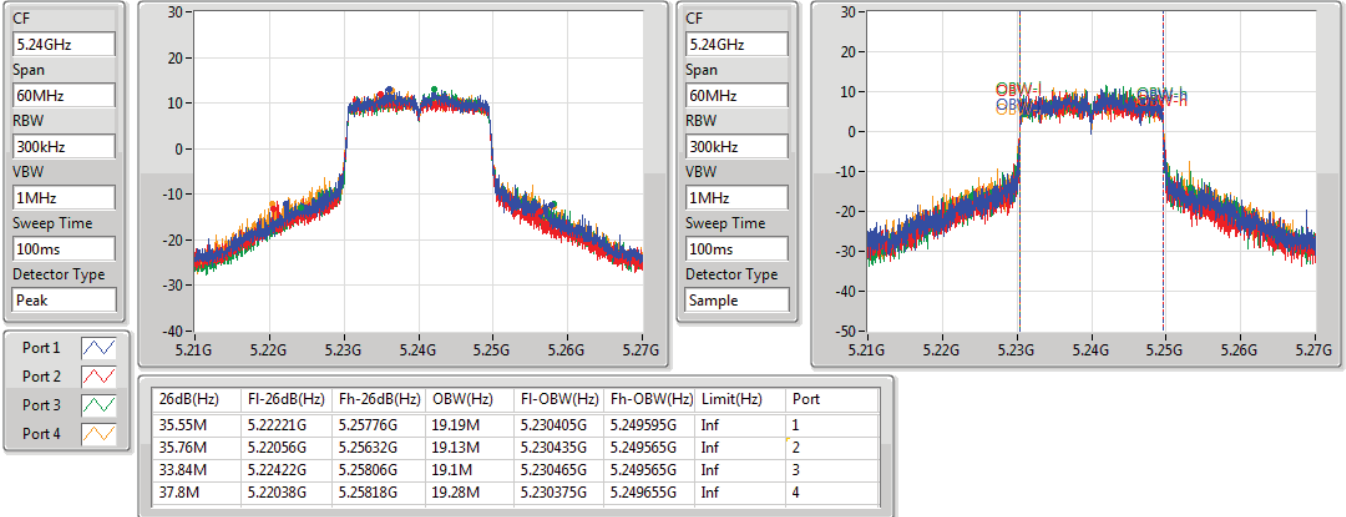 CF
5.24GHz
Span
60MHz
RBW
300kHz
VBW
1MHz
Sweep Time
100ms
Detector Type
Peak
30
20
10
0
-10
-20
-30
-40
5.21G 5.22G 5.23G 5.24G 5.25G 5.26G 5.27G
CF
5.24GHz
Span
60MHz
RBW
300kHz
VBW
1MHz
Sweep Time
100ms
Detector Type
Sample
30
20
10
0
-10
-20
-30
-40
-50
OBW-l OBW-h
5.21G 5.22G 5.23G 5.24G 5.25G 5.26G 5.27G
Port 1
Port 2
Port 3
Port 4
26dB(Hz) Fl-26dB(Hz) Fh-26dB(Hz) OBW(Hz) Fl-OBW(Hz) Fh-OBW(Hz) Limit(Hz) Port
35.55M 5.22221G 5.25776G 19.19M 5.230405G 5.249595G Inf 1
35.76M 5.22056G 5.25632G 19.13M 5.230435G 5.249565G Inf 2
33.84M 5.22422G 5.25806G 19.1M 5.230465G 5.249565G Inf 3
37.8M 5.22038G 5.25818G 19.28M 5.230375G 5.249655G Inf 4